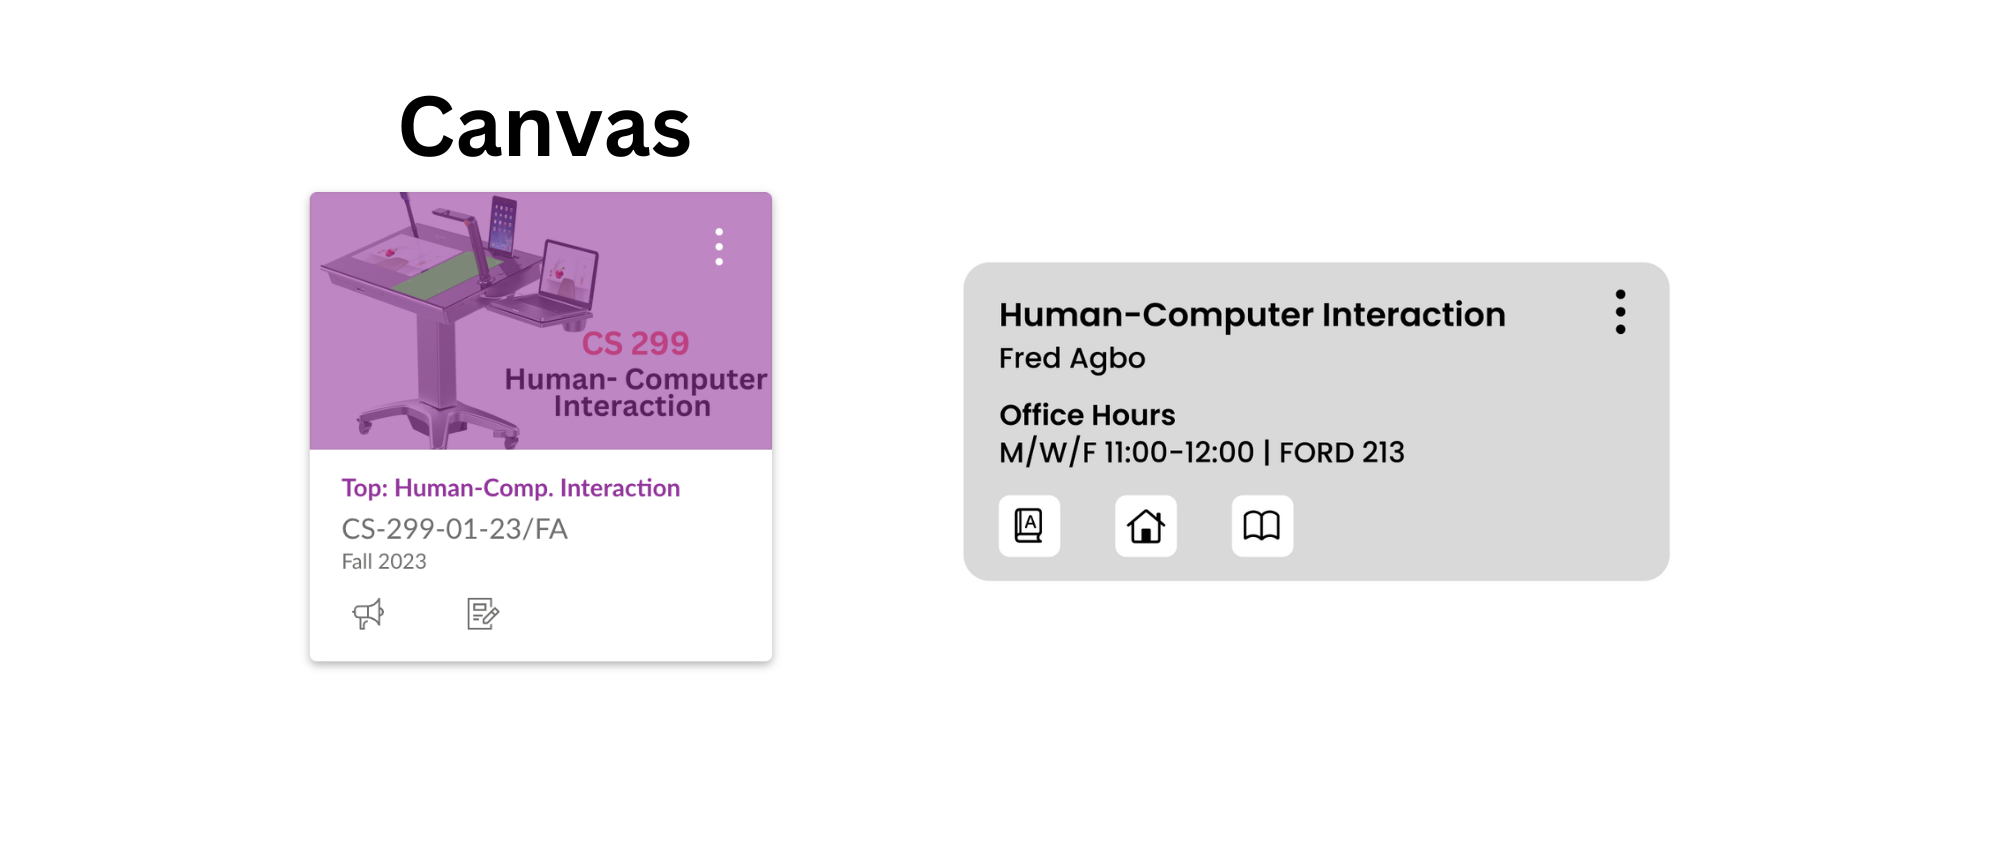 Canvas
CS 299
Human- Computer
Interaction
Top: Human-Comp. Interaction
CS-299-01-23/FA
Fall 2023
Human-Computer Interaction
Fred Agbo
Office Hours
M/W/F 11:00-12:00 | FORD 213
A